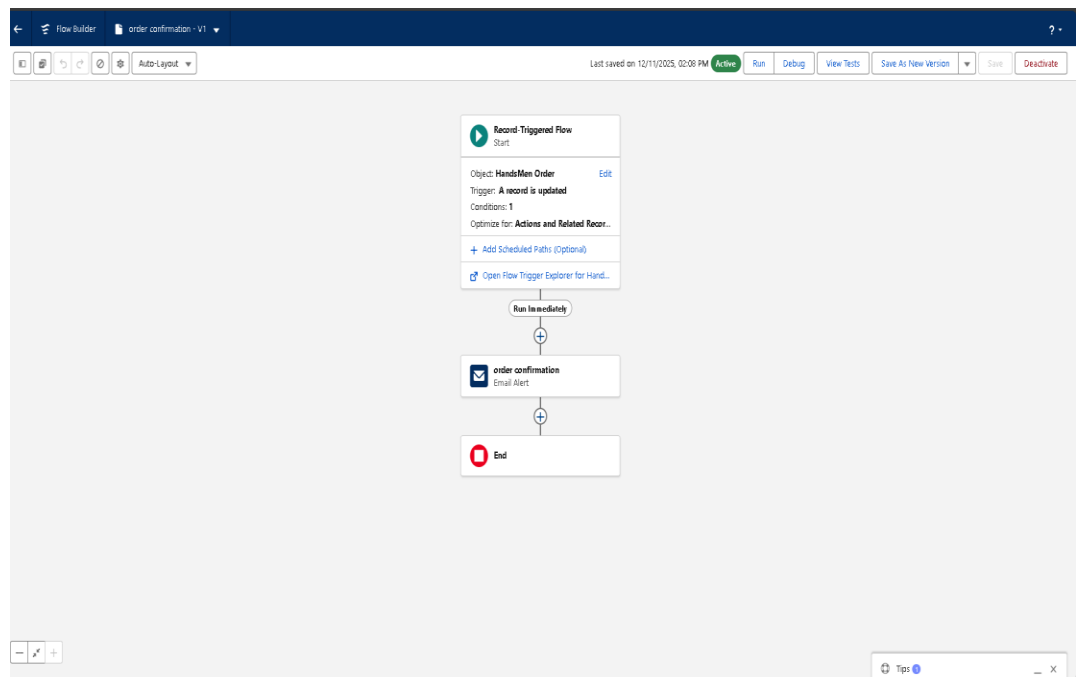 Flow Builder order confirmation - V1 ? -
Auto-Layout Last saved on 12/11/2025, 02:08 PM Active Run Debug View Tests Save As New Version Save Deactivate
Record-Triggered Flow
Start
Object: HandsMen Order Edit
Trigger: A record is updated
Conditions: 1
Optimize for: Actions and Related Recor...
+ Add Scheduled Paths (Optional)
Open Flow Trigger Explorer for Hand...
Run Immediately
order confirmation
Email Alert
End
Tips 1